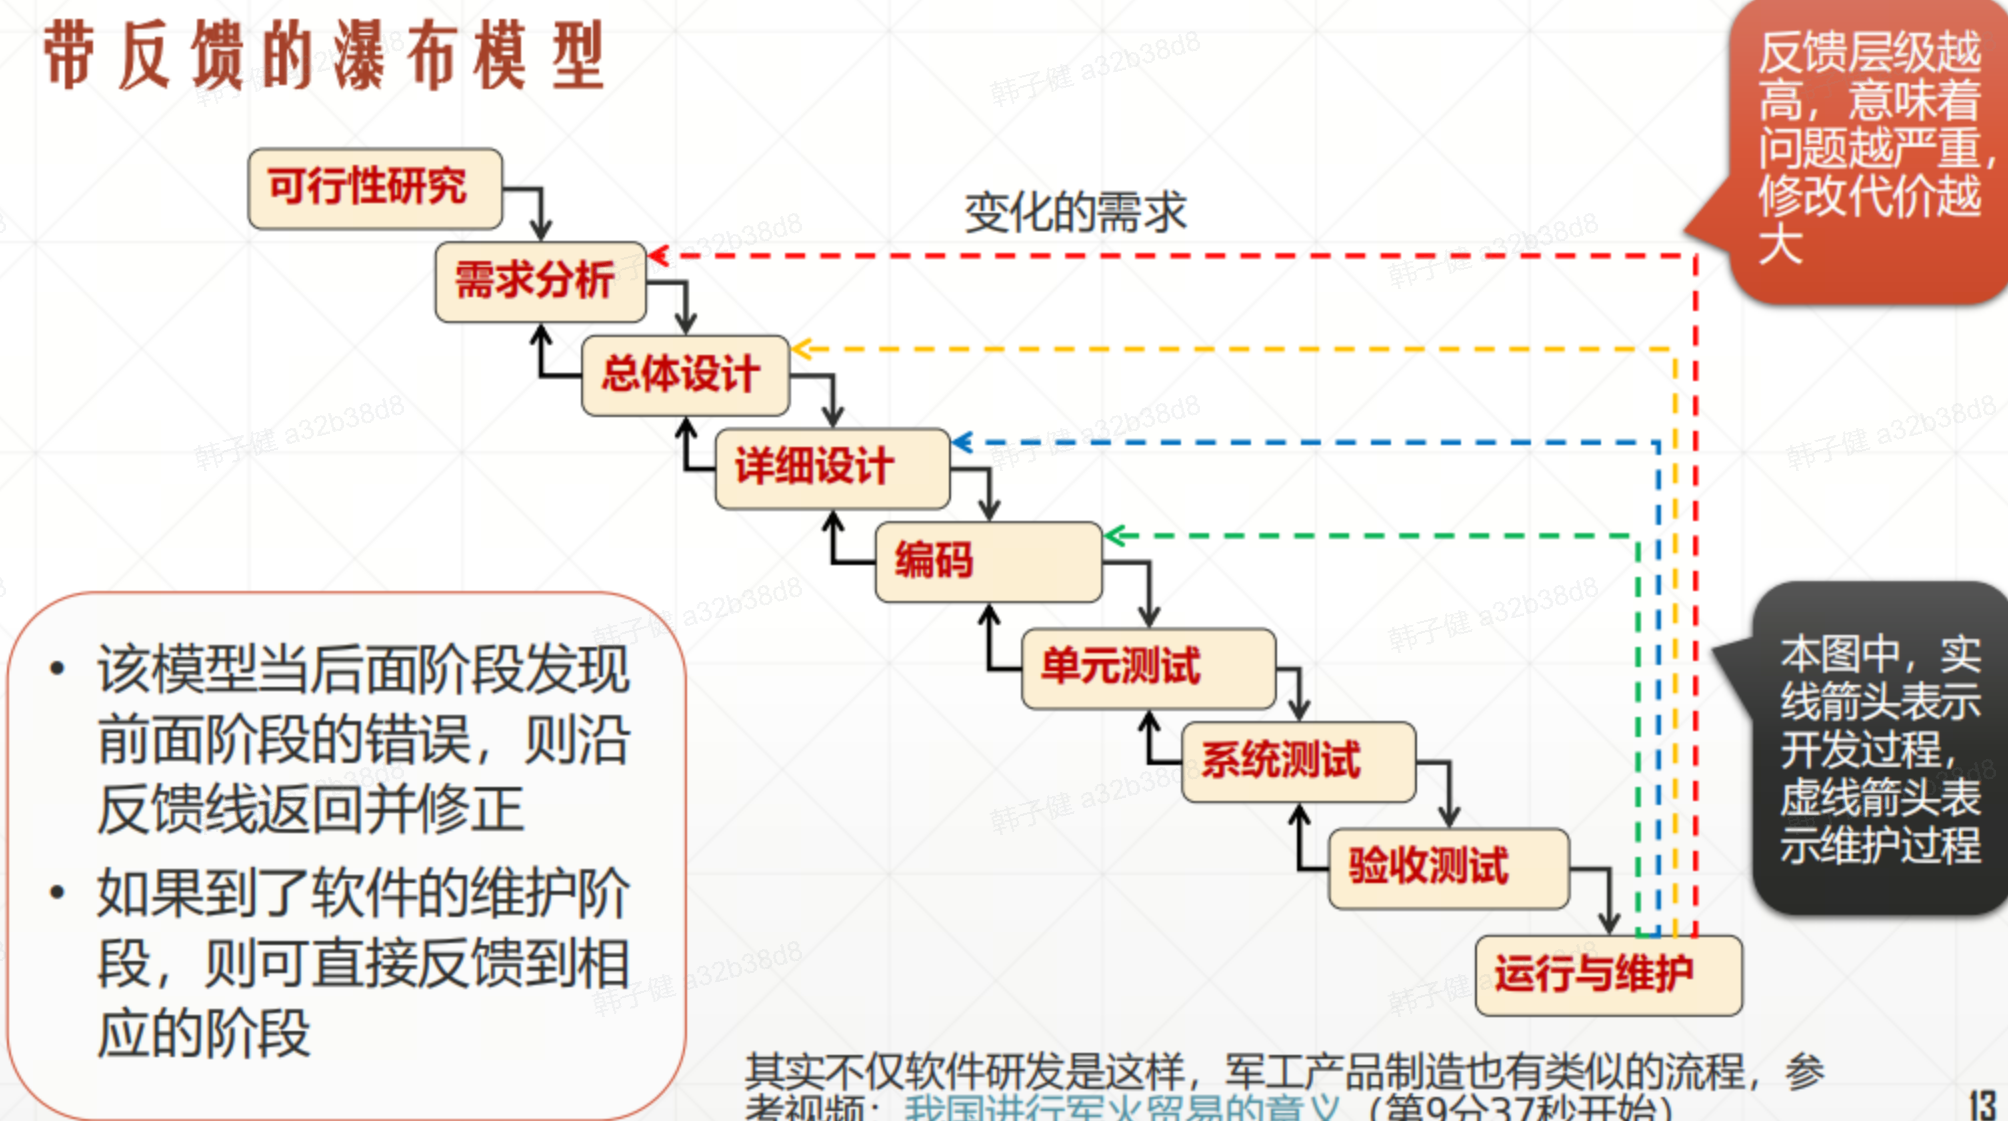 带反馈的瀑布模型
反馈层级越
高，意味着
问题越严重，
修改代价越
大
可行性研究
变化的需求
需求分析
总体设计
详细设计
编码
单元测试
系统测试
验收测试
运行与维护
• 该模型当后面阶段发现
前面阶段的错误，则沿
反馈线返回并修正
• 如果到了软件的维护阶
段，则可直接反馈到相
应的阶段
本图中，实
线箭头表示
开发过程，
虚线箭头表
示维护过程
其实不仅软件研发是这样，军工产品制造也有类似的流程，参
考视频：我国进行军火贸易的意义（第9分37秒开始）
13
韩子健 a32b38d8